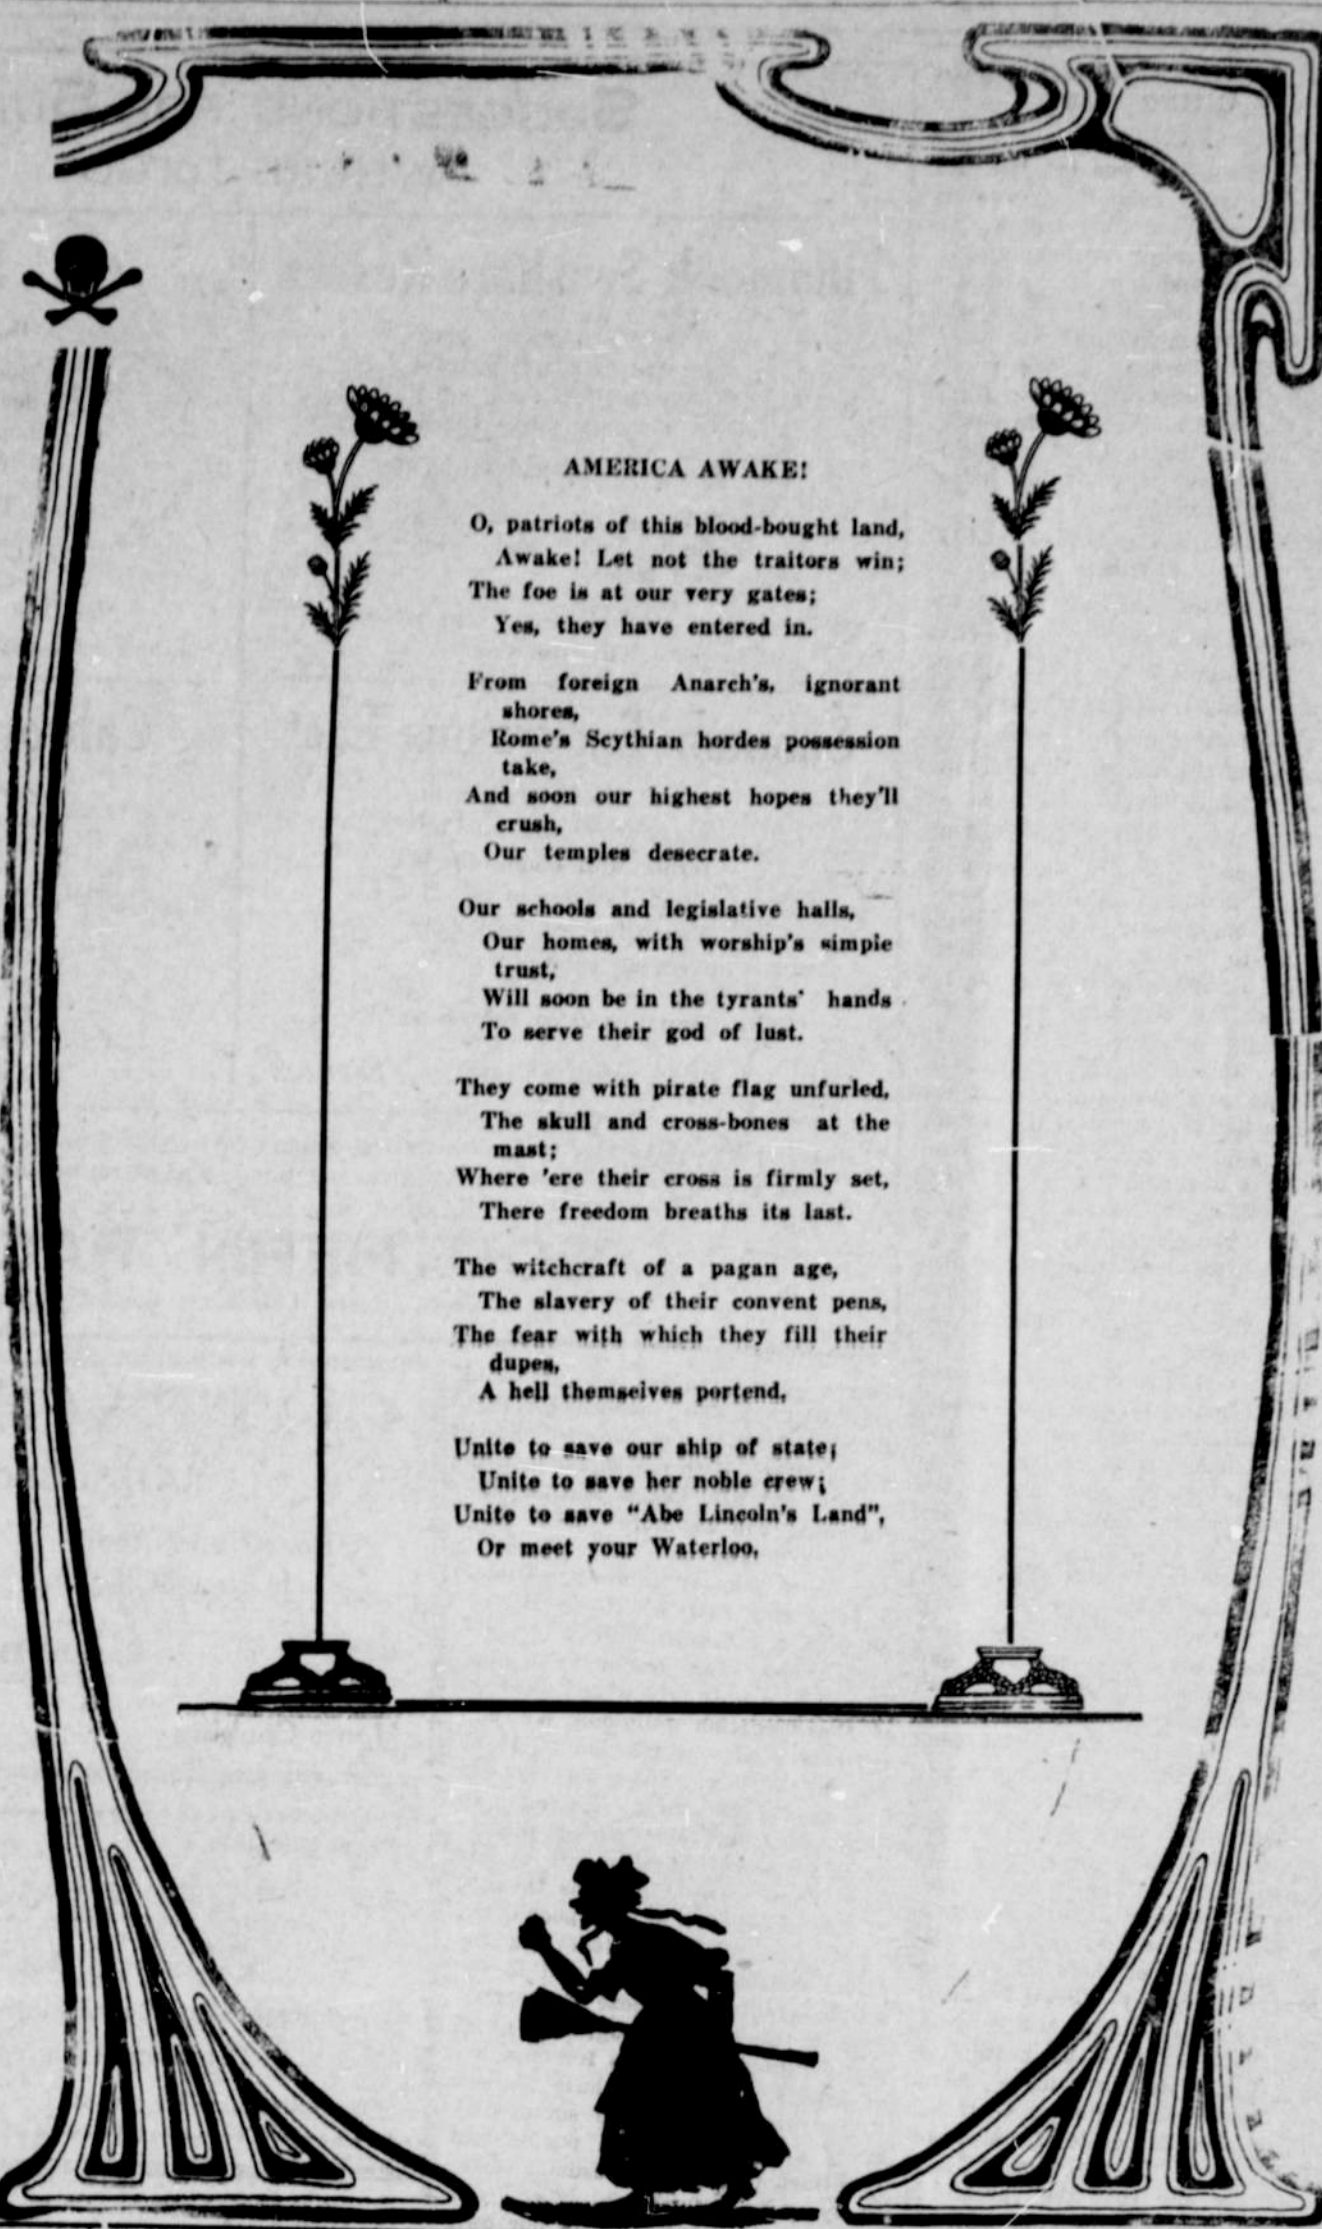 AMERICA AWAKE!
O, patriots of this blood-bought land,
Awake! Let not the traitors win;
The foe is at our very gates;
Yes, they have entered in.
From foreign Anarch's, ignorant
shores,
Rome's Scythian hordes possession
take,
And soon our highest hopes they'll
crush,
Our temples desecrate.
Our schools and legislative halls,
Our homes, with worship's simple
trust,
Will soon be in the tyrants' hands
To serve their god of lust.
They come with pirate flag unfurled,
The skull and cross-bones at the
mast;
Where 'ere their cross is firmly set,
There freedom breaths its last.
The witchcraft of a pagan age,
The slavery of their convent pens,
The fear with which they fill their
dupes,
A hell themselves portend.
Unite to save our ship of state;
Unite to save her noble crew;
Unite to save "Abe Lincoln's Land",
Or meet your Waterloo.